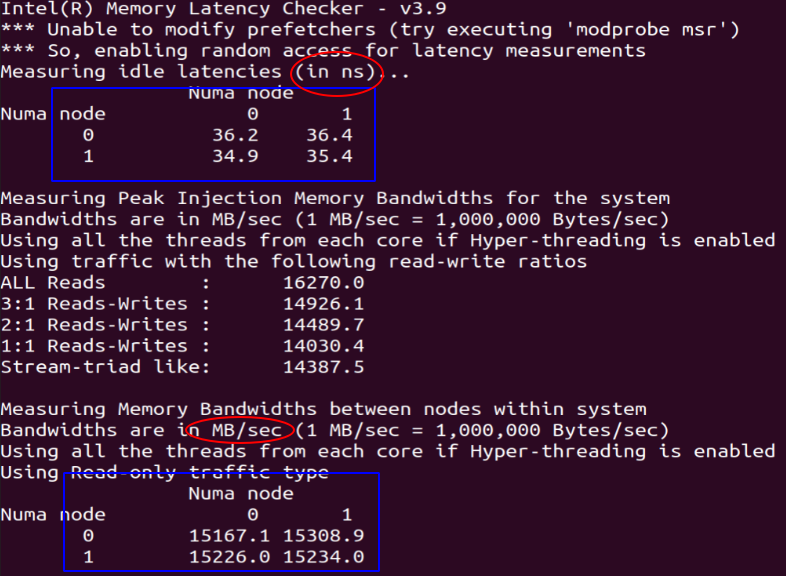 Intel(R) Memory Latency Checker - v3.9
*** Unable to modify prefetchers (try executing 'modprobe msr')
*** So, enabling random access for latency measurements
Measuring idle latencies (in ns)...
Numa node
Numa node 0 1
0 36.2 36.4
1 34.9 35.4
Measuring Peak Injection Memory Bandwidths for the system
Bandwidths are in MB/sec (1 MB/sec = 1,000,000 Bytes/sec)
Using all the threads from each core if Hyper-threading is enabled
Using traffic with the following read-write ratios
ALL Reads : 16270.0
3:1 Reads-Writes : 14926.1
2:1 Reads-Writes : 14489.7
1:1 Reads-Writes : 14030.4
Stream-triad like: 14387.5
Measuring Memory Bandwidths between nodes within system
Bandwidths are in MB/sec (1 MB/sec = 1,000,000 Bytes/sec)
Using all the threads from each core if Hyper-threading is enabled
Using Read-only traffic type
Numa node
Numa node 0 1
0 15167.1 15308.9
1 15226.0 15234.0